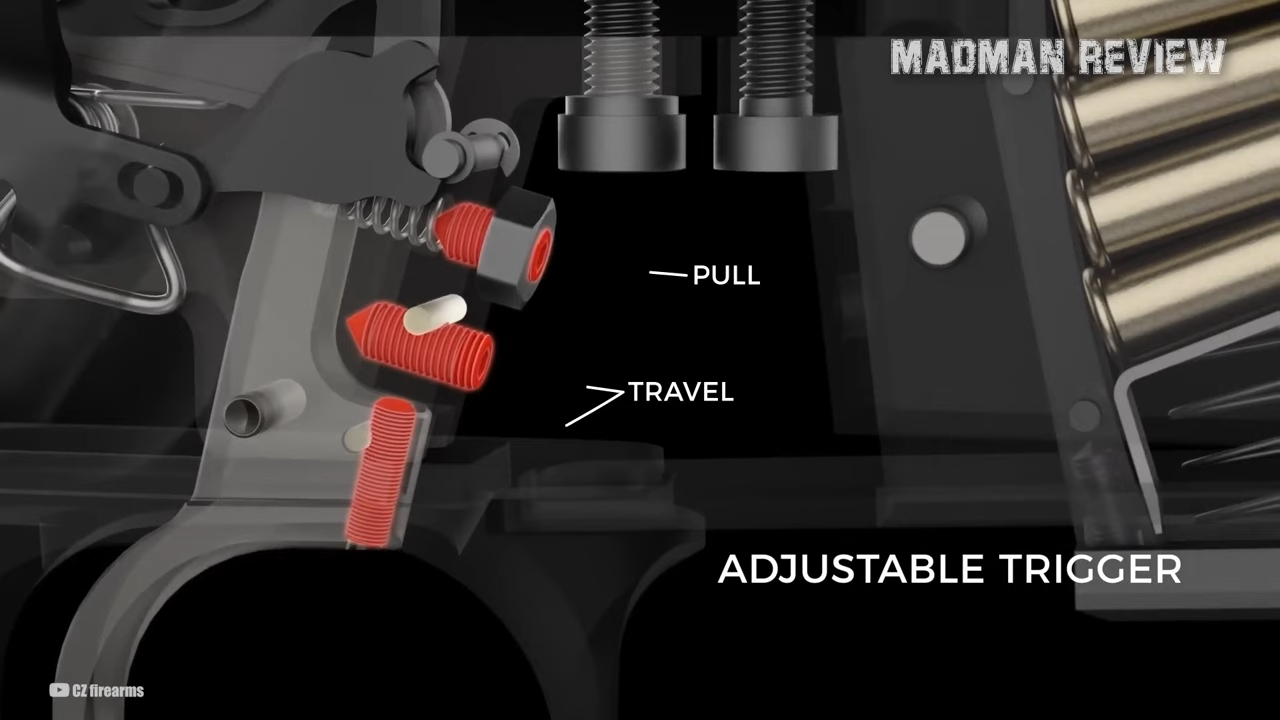 MADMAN REVIEW
PULL
TRAVEL
ADJUSTABLE TRIGGER
CZ firearms